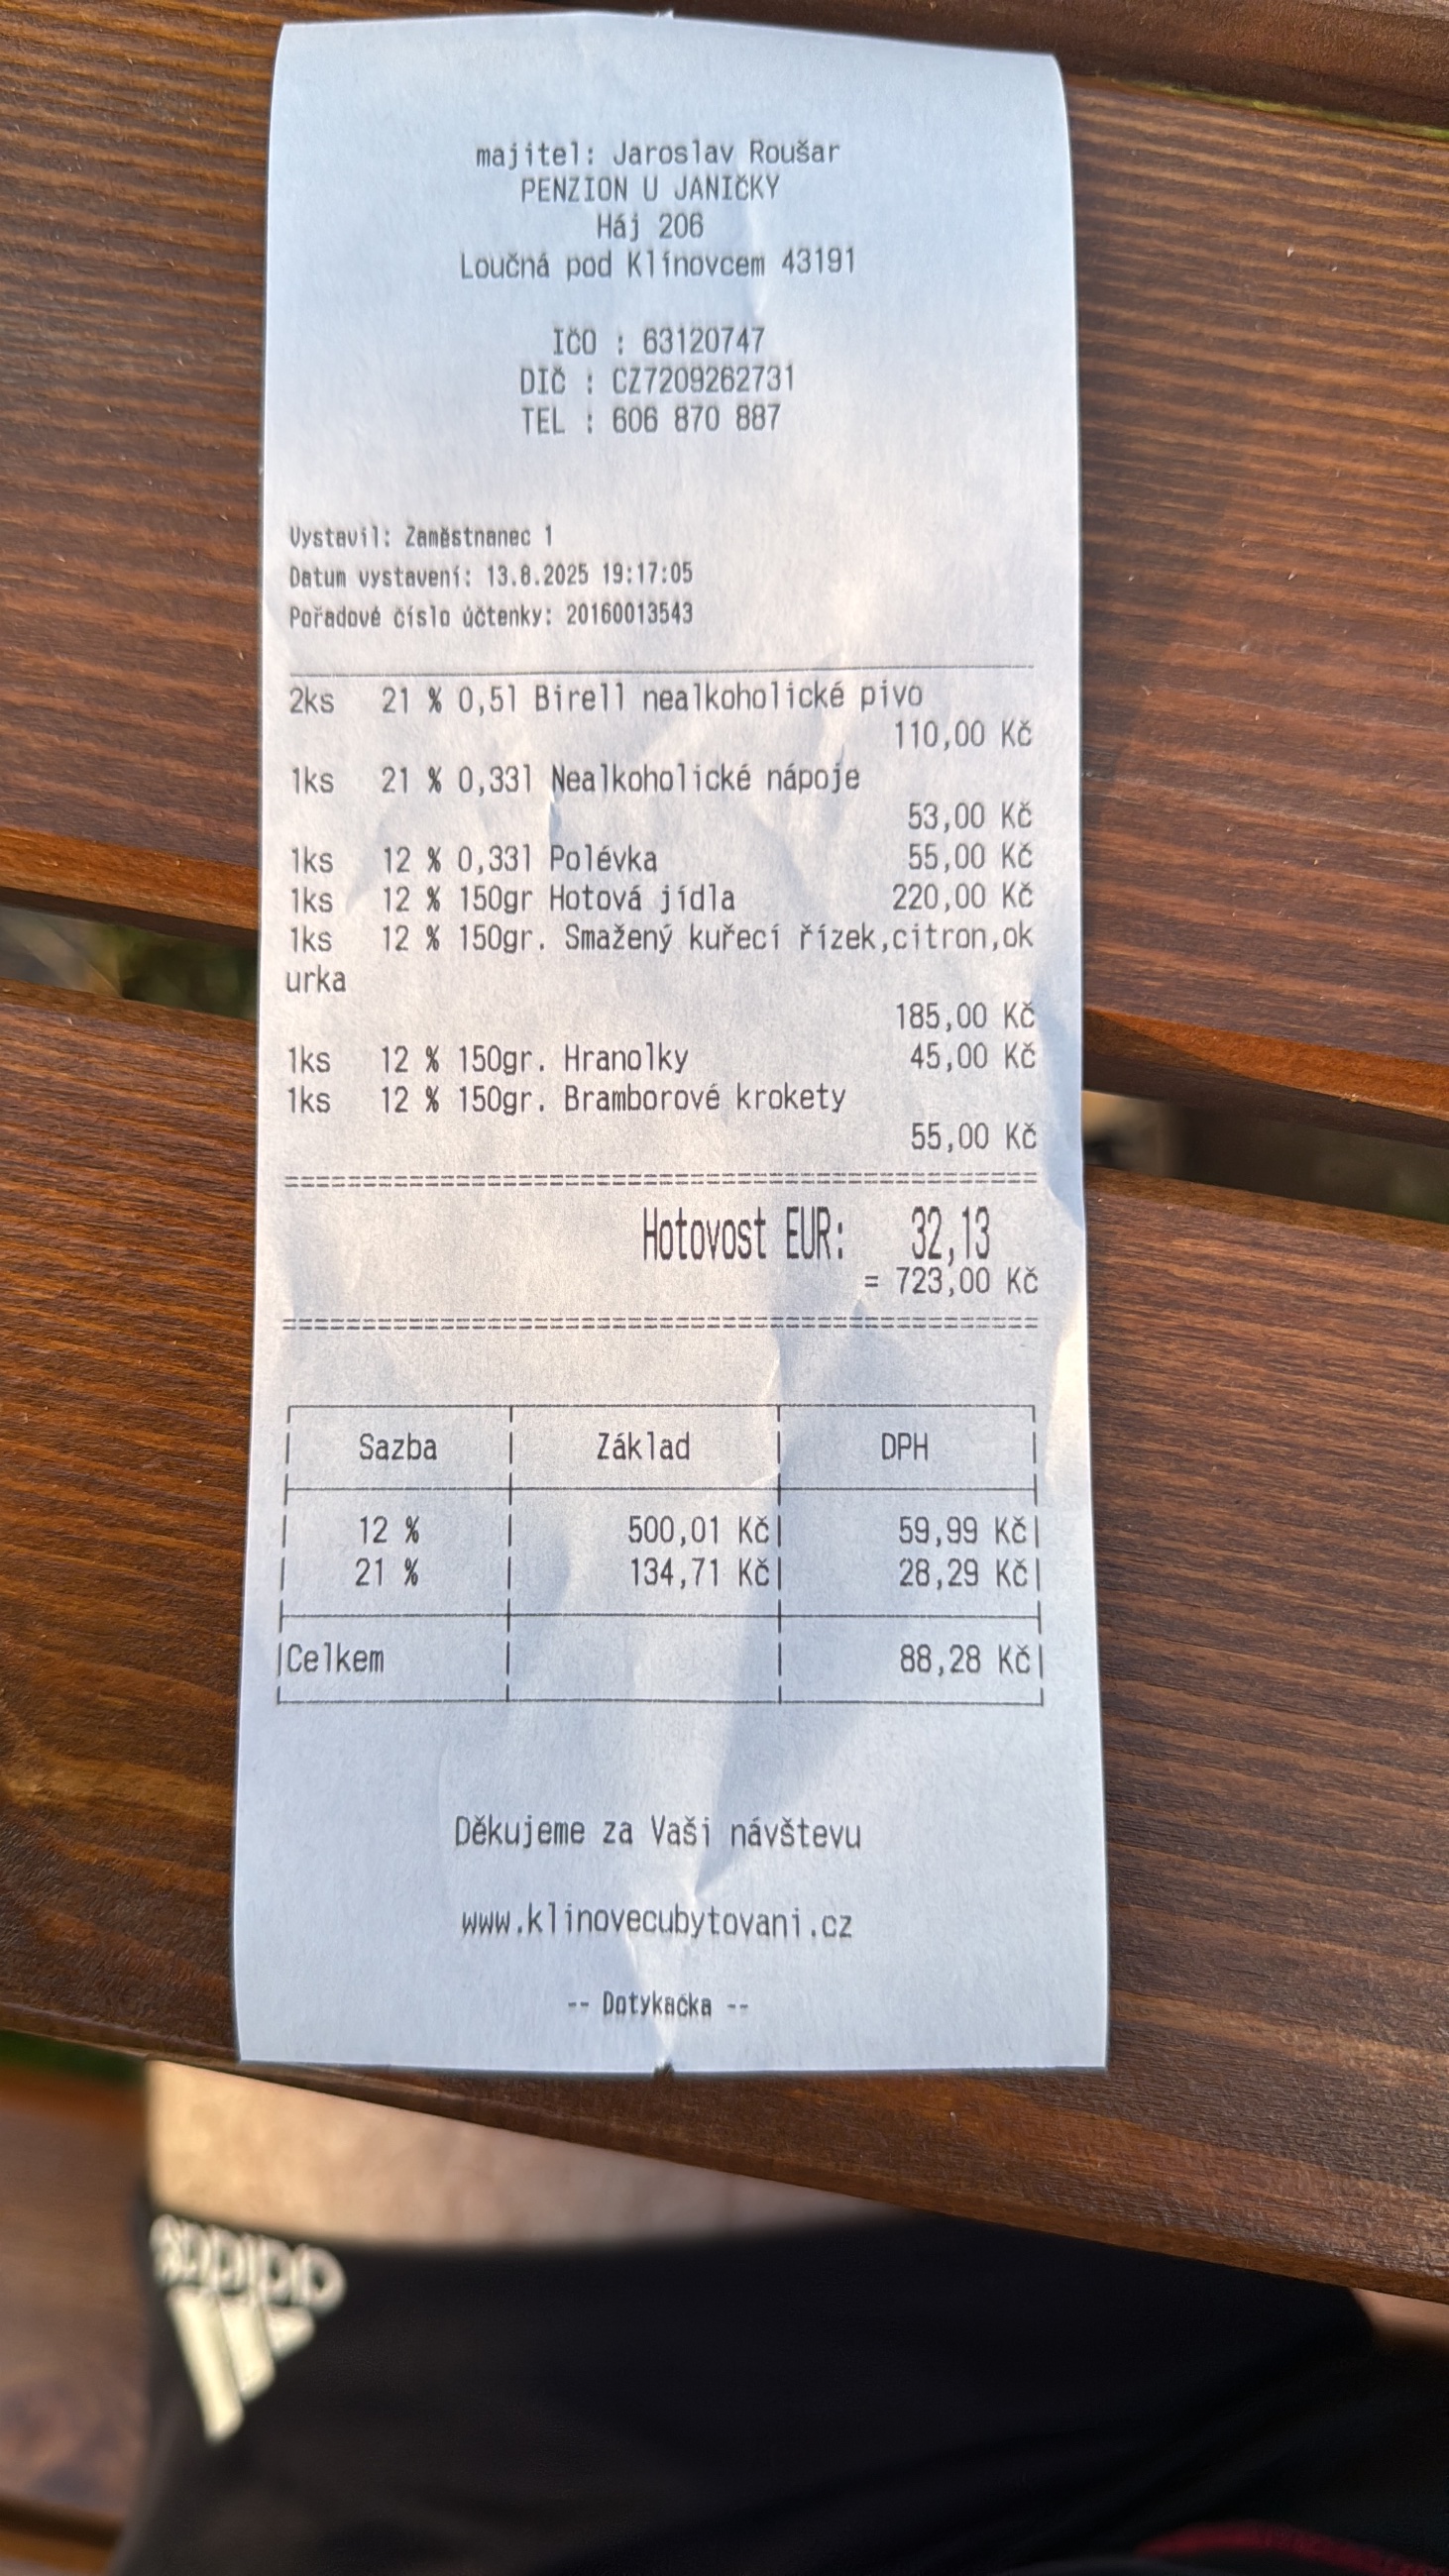 majitel: Jaroslav Roušar
PENZION U JANIČKY
Háj 206
Loučná pod Klínovcem 43191
IČO : 63120747
DIČ : CZ7209262731
TEL : 606 870 887
Vystavil: Zaměstnanec 1
Datum vystavení: 13.8.2025 19:17:05
Pořadové číslo účtenky: 20160013543
2ks 21 % 0,5l Birell nealkoholické pivo
110,00 Kč
1ks 21 % 0,33l Nealkoholické nápoje
53,00 Kč
1ks 12 % 0,33l Polévka 55,00 Kč
1ks 12 % 150gr Hotová jídla 220,00 Kč
1ks 12 % 150gr. Smažený kuřecí řízek,citron,ok
urka
185,00 Kč
1ks 12 % 150gr. Hranolky 45,00 Kč
1ks 12 % 150gr. Bramborové krokety
55,00 Kč
Hotovost EUR: 32,13
= 723,00 Kč
Sazba Základ DPH
12 % 500,01 Kč 59,99 Kč
21 % 134,71 Kč 28,29 Kč
Celkem 88,28 Kč
Děkujeme za Vaši návštevu
www.klinovecubytovani.cz
-- Dotykačka --
adidas